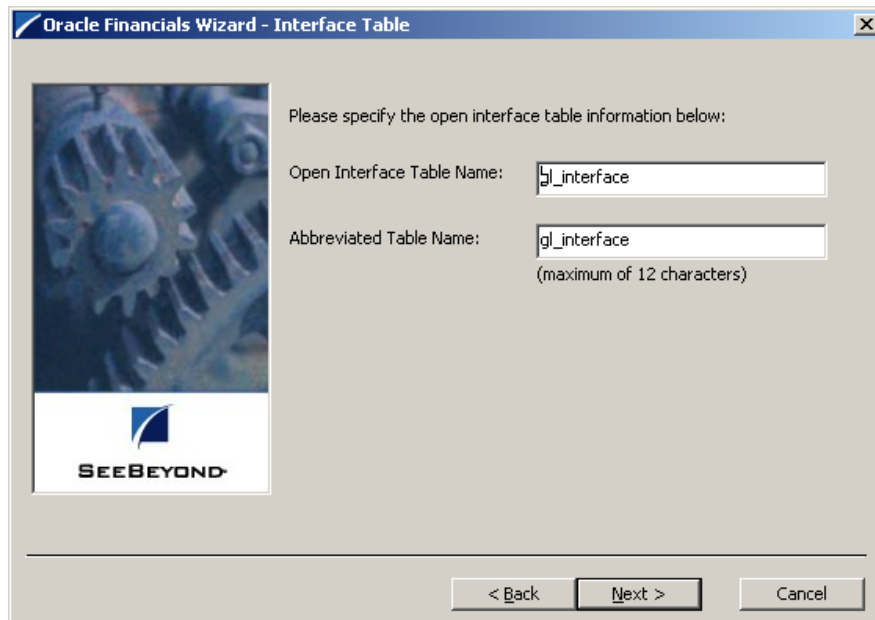 Oracle Financials Wizard - Interface Table
Please specify the open interface table information below:
Open Interface Table Name:
gl_interface
Abbreviated Table Name:
gl_interface
(maximum of 12 characters)
SEEBEYOND
< Back
Next >
Cancel